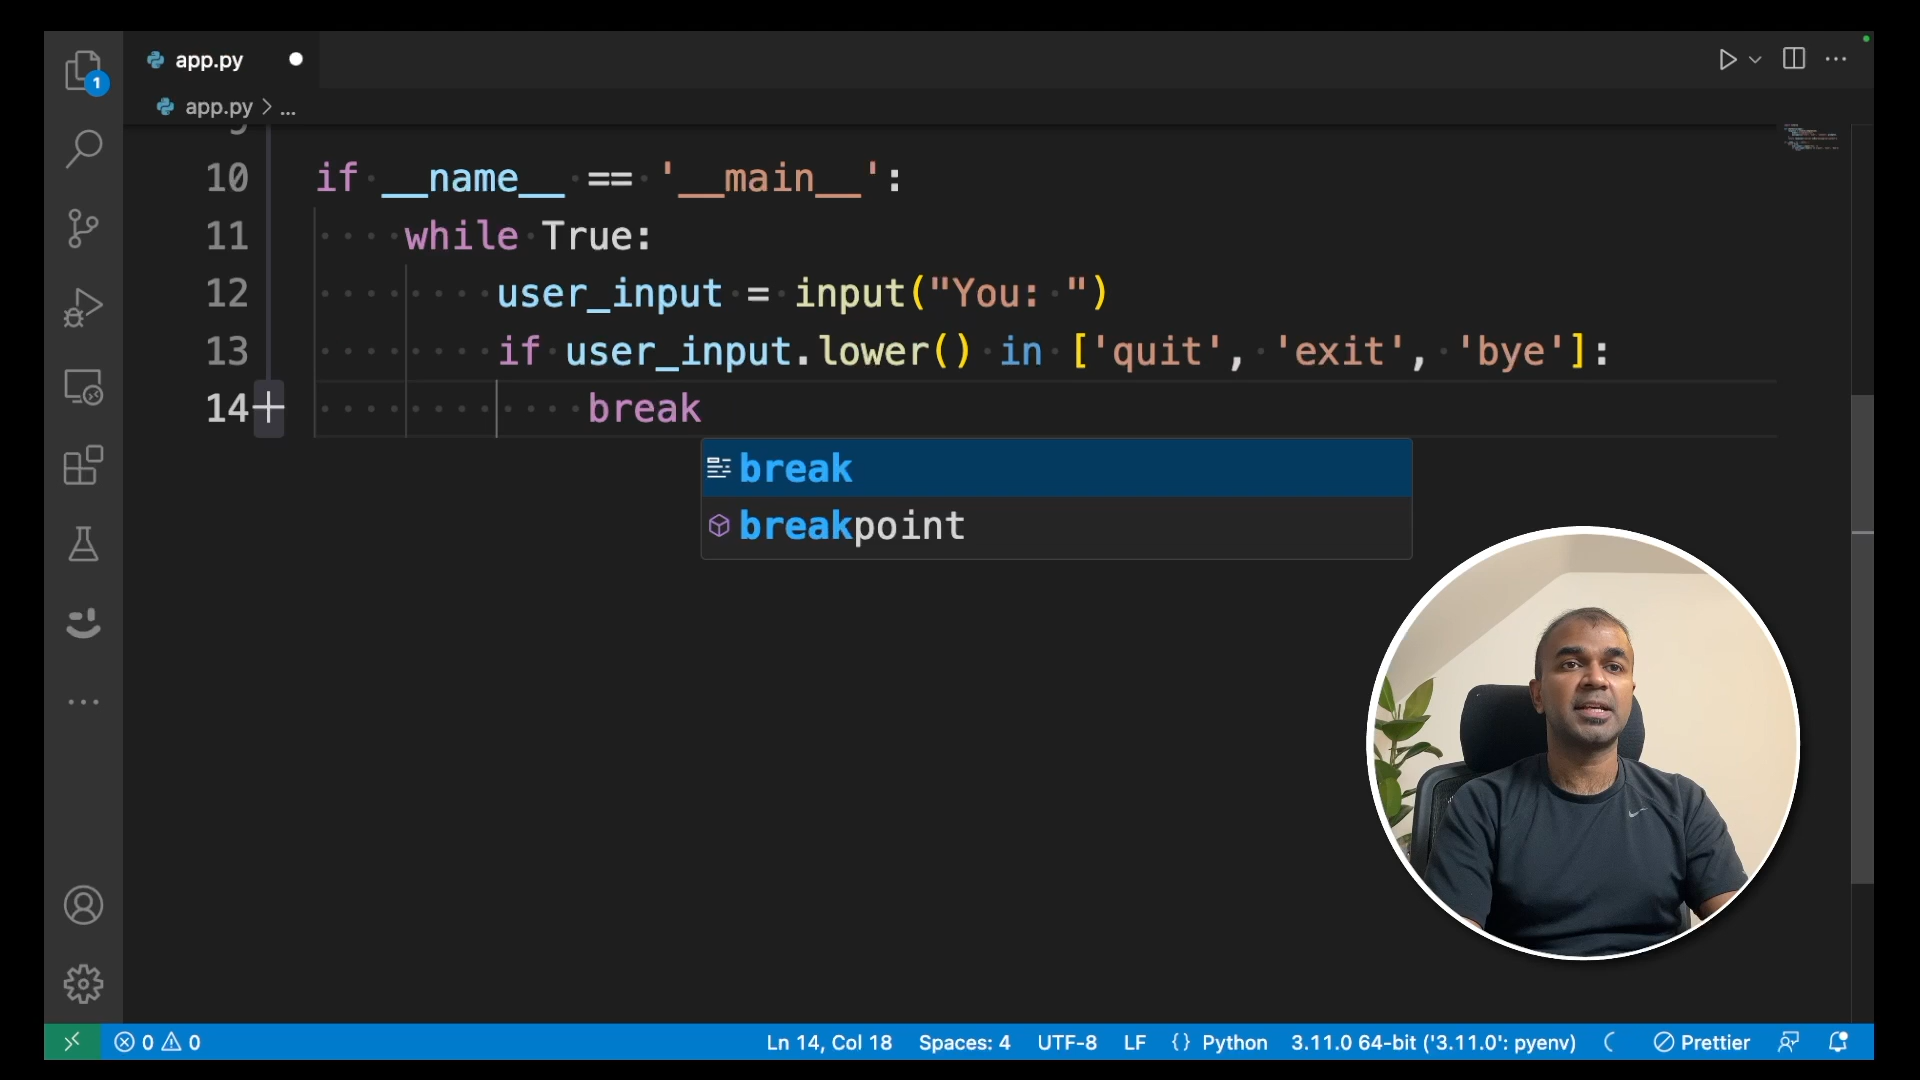 1
app.py
app.py > ...
10 if __name__ == '__main__':
11 while True:
12 user_input = input("You: ")
13 if user_input.lower() in ['quit', 'exit', 'bye']:
14 break
break
breakpoint
0 0 Ln 14, Col 18 Spaces: 4 UTF-8 LF {} Python 3.11.0 64-bit ('3.11.0': pyenv) Prettier